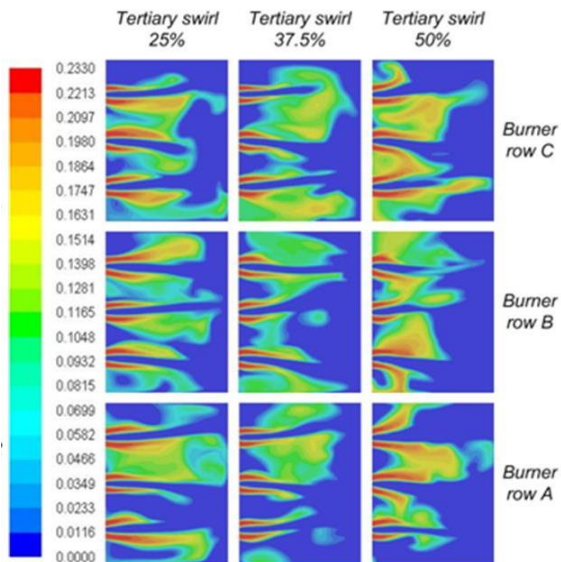 Tertiary swirl
25%
Tertiary swirl
37.5%
Tertiary swirl
50%
0.2330
0.2213
0.2097
0.1980
0.1864
0.1747
0.1631
0.1514
0.1398
0.1281
0.1165
0.1048
0.0932
0.0815
0.0699
0.0582
0.0466
0.0349
0.0233
0.0116
0.0000
Burner
row C
Burner
row B
Burner
row A